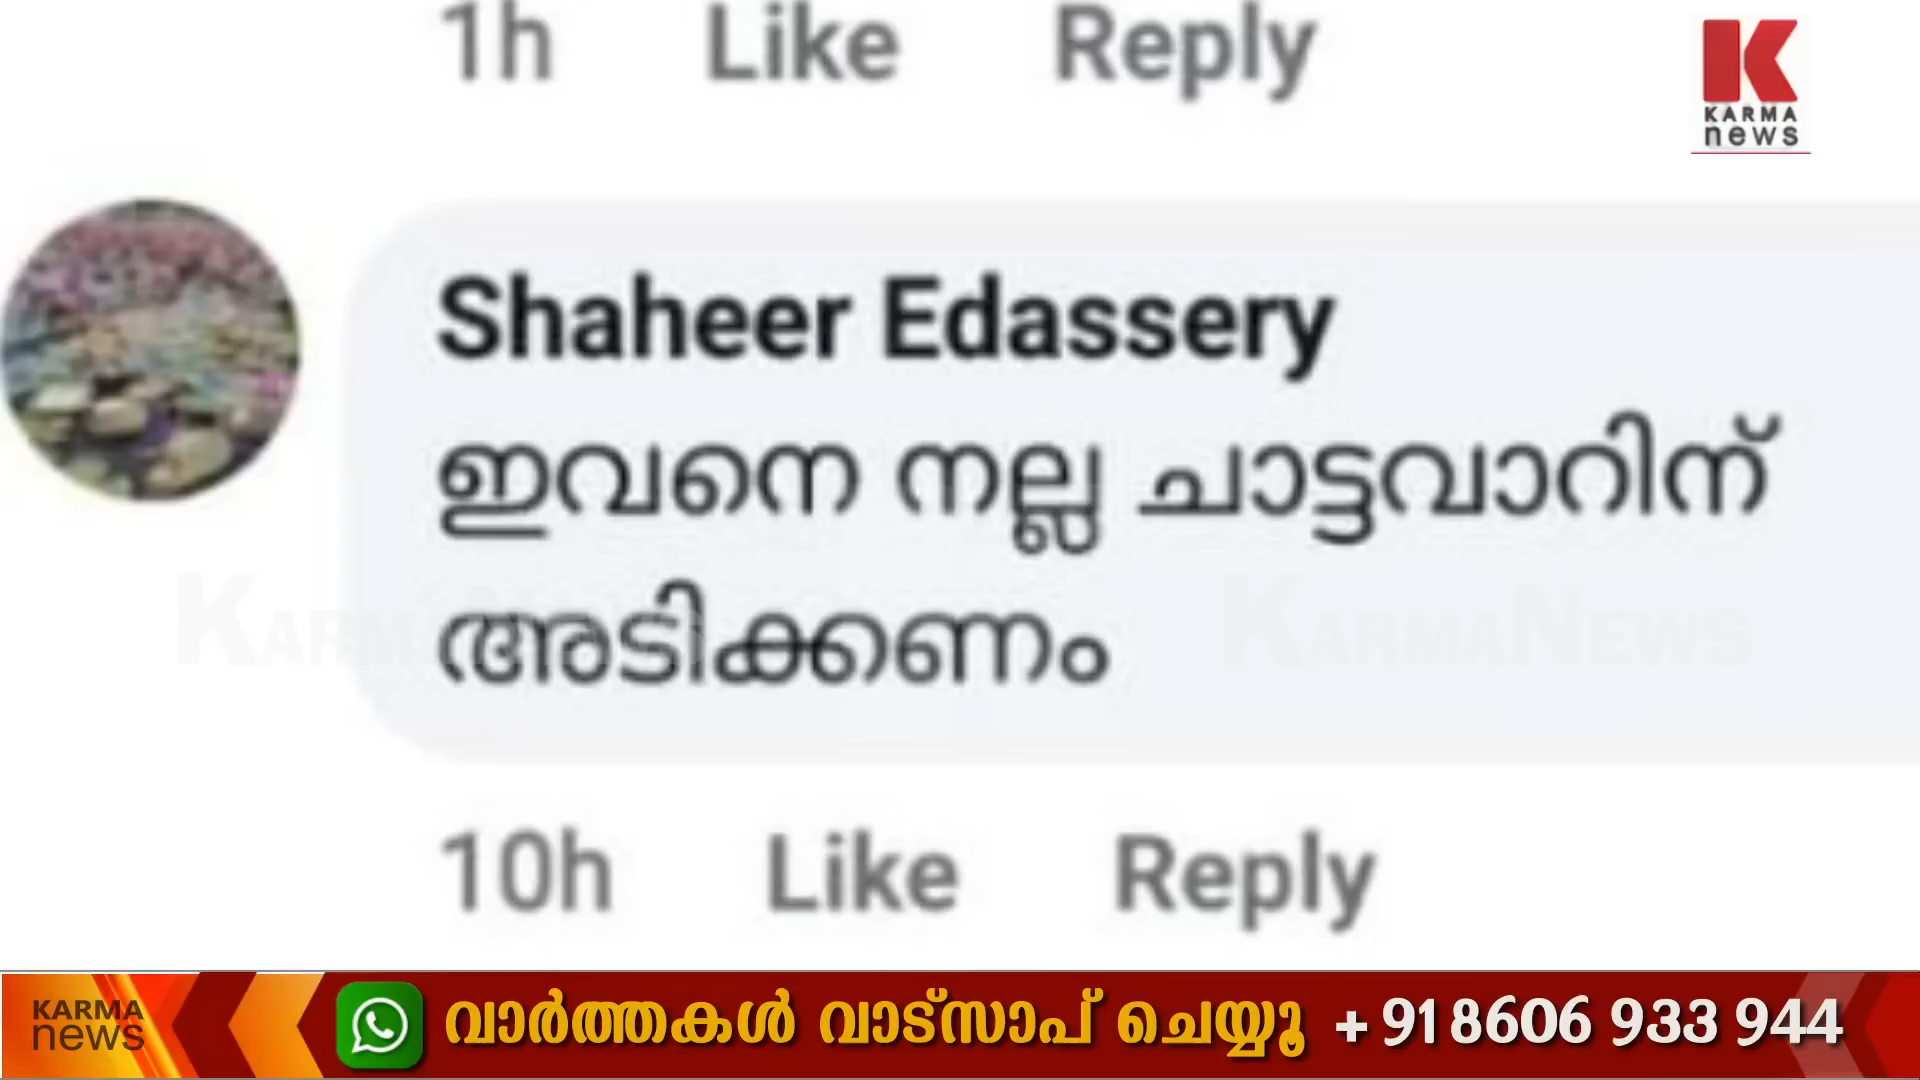 1h Like Reply
K
KARMA
news
Shaheer Edassery
ഇവനെ നല്ല ചാട്ടവാറിന്
അടിക്കണം
KARMANEWS
10h Like Reply
KARMA
news
വാർത്തകൾ വാട്സാപ് ചെയ്യൂ +91 8606 933 944